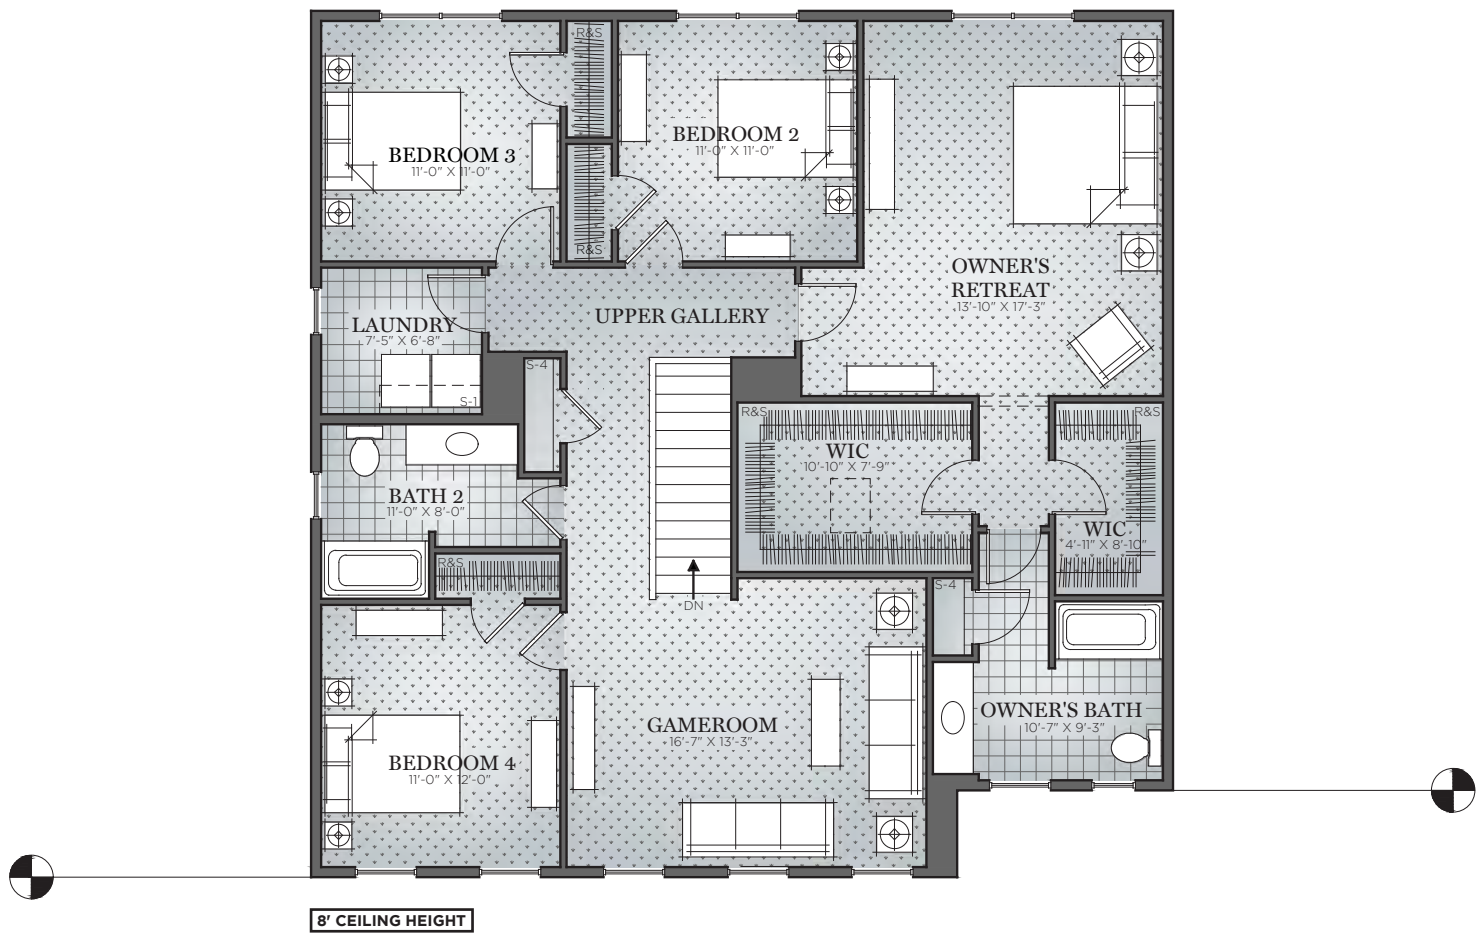 R&S
BEDROOM 3
11'-0" X 11'-0"
BEDROOM 2
11'-0" X 11'-0"
R&S
OWNER'S
RETREAT
13'-10" X 17'-3"
UPPER GALLERY
LAUNDRY
7'-5" X 6'-8"
S-1
S-4
R&S
WIC
10'-10" X 7'-9"
R&S
WIC
4'-11" X 8'-10"
BATH 2
11'-0" X 8'-0"
R&S
DN
S-4
BEDROOM 4
11'-0" X 12'-0"
GAMEROOM
16'-7" X 13'-3"
OWNER'S BATH
10'-7" X 9'-3"
8' CEILING HEIGHT